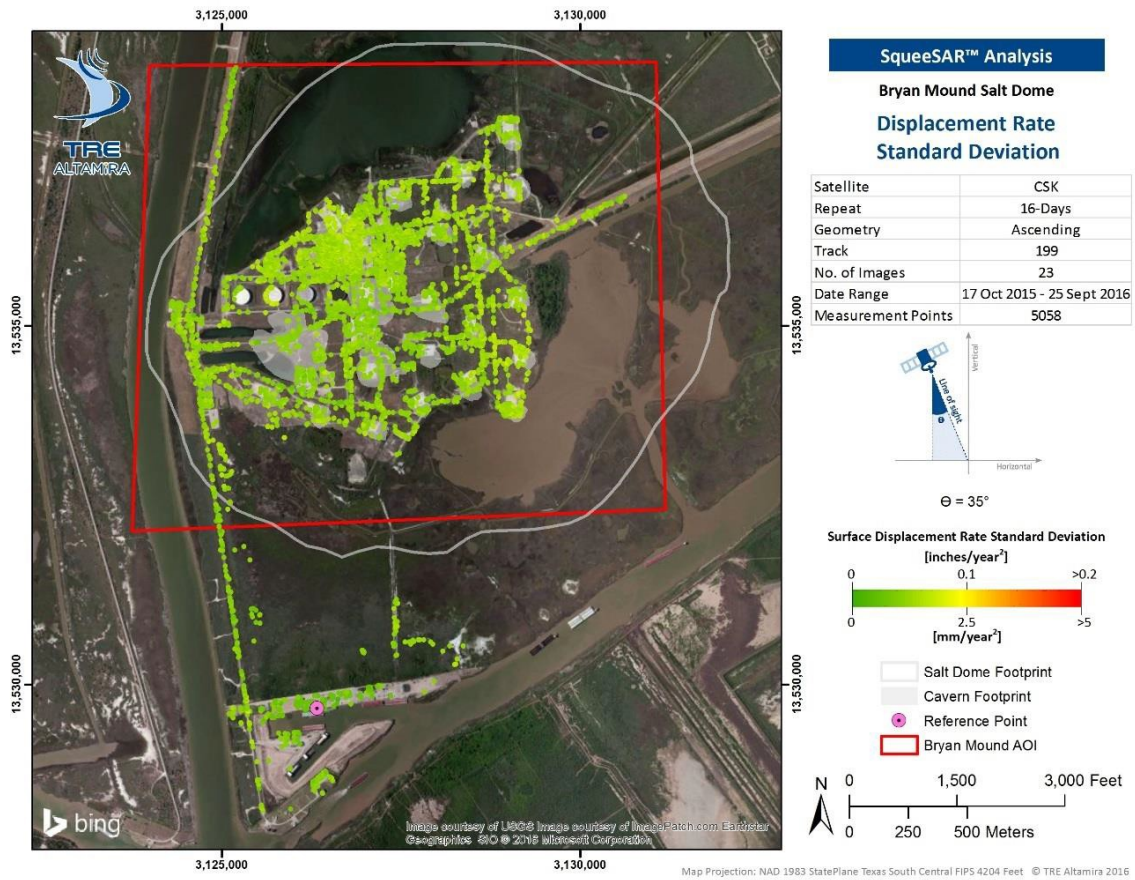 3,125,000
3,130,000
TRE
ALTAMIRA
13,535,000
13,535,000
13,530,000
13,530,000
bing
Image courtesy of USGS Image courtesy of ImagePatch.com Earthstar
Geographics SIO © 2016 Microsoft Corporation
3,125,000
3,130,000
SqueeSAR™ Analysis
Bryan Mound Salt Dome
Displacement Rate
Standard Deviation
Satellite CSK
Repeat 16-Days
Geometry Ascending
Track 199
No. of Images 23
Date Range 17 Oct 2015 - 25 Sept 2016
Measurement Points 5058
Vertical
Line of sight
Θ
Horizontal
Θ = 35°
Surface Displacement Rate Standard Deviation
[inches/year²]
0 0.1 >0.2
0 2.5 >5
[mm/year²]
Salt Dome Footprint
Cavern Footprint
Reference Point
Bryan Mound AOI
N
0 1,500 3,000 Feet
0 250 500 Meters
Map Projection: NAD 1983 StatePlane Texas South Central FIPS 4204 Feet © TRE Altamira 2016